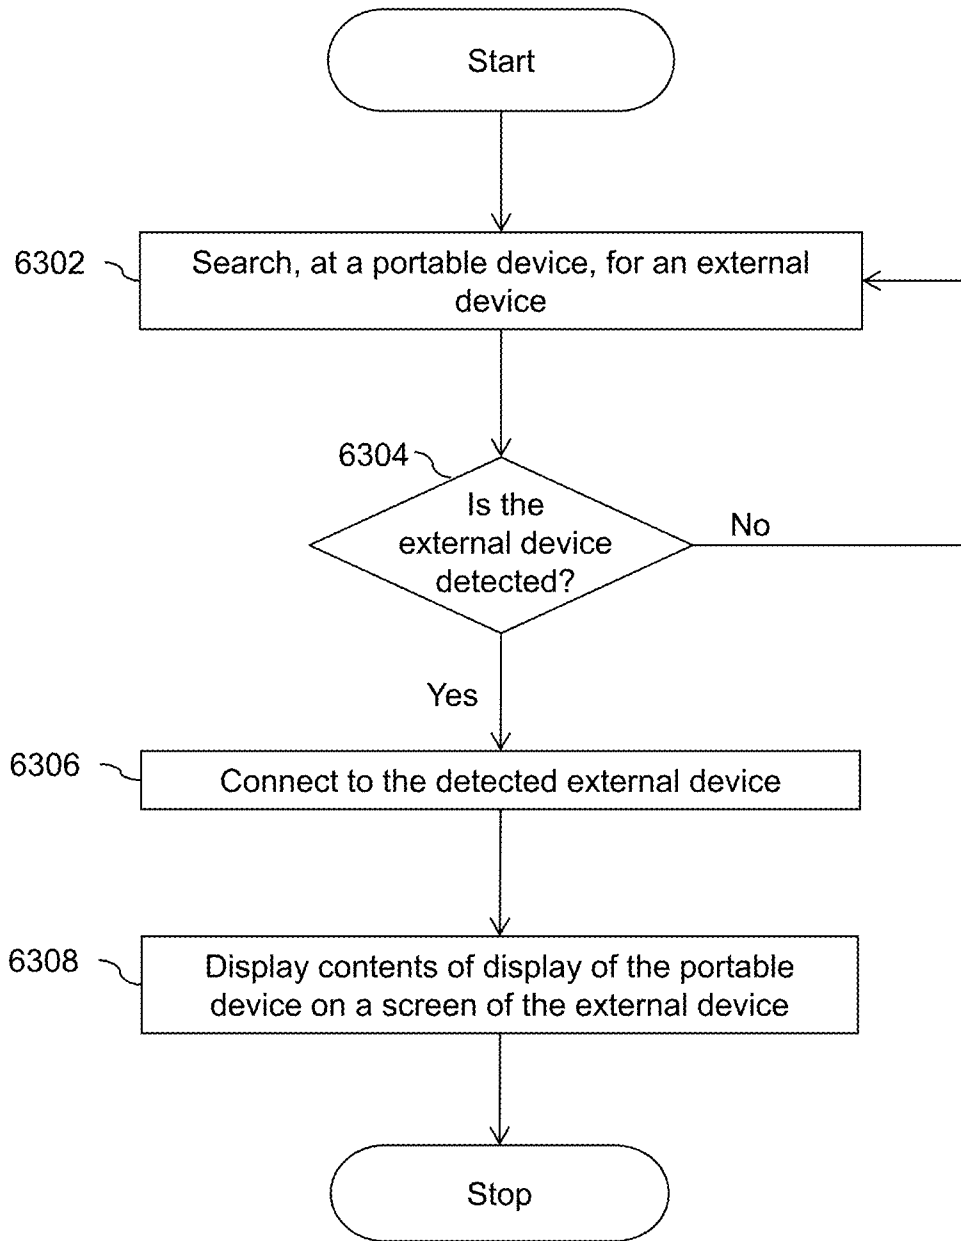 Start
6302
Search, at a portable device, for an external
device
6304
Is the
external device
detected?
No
Yes
6306
Connect to the detected external device
6308
Display contents of display of the portable
device on a screen of the external device
Stop